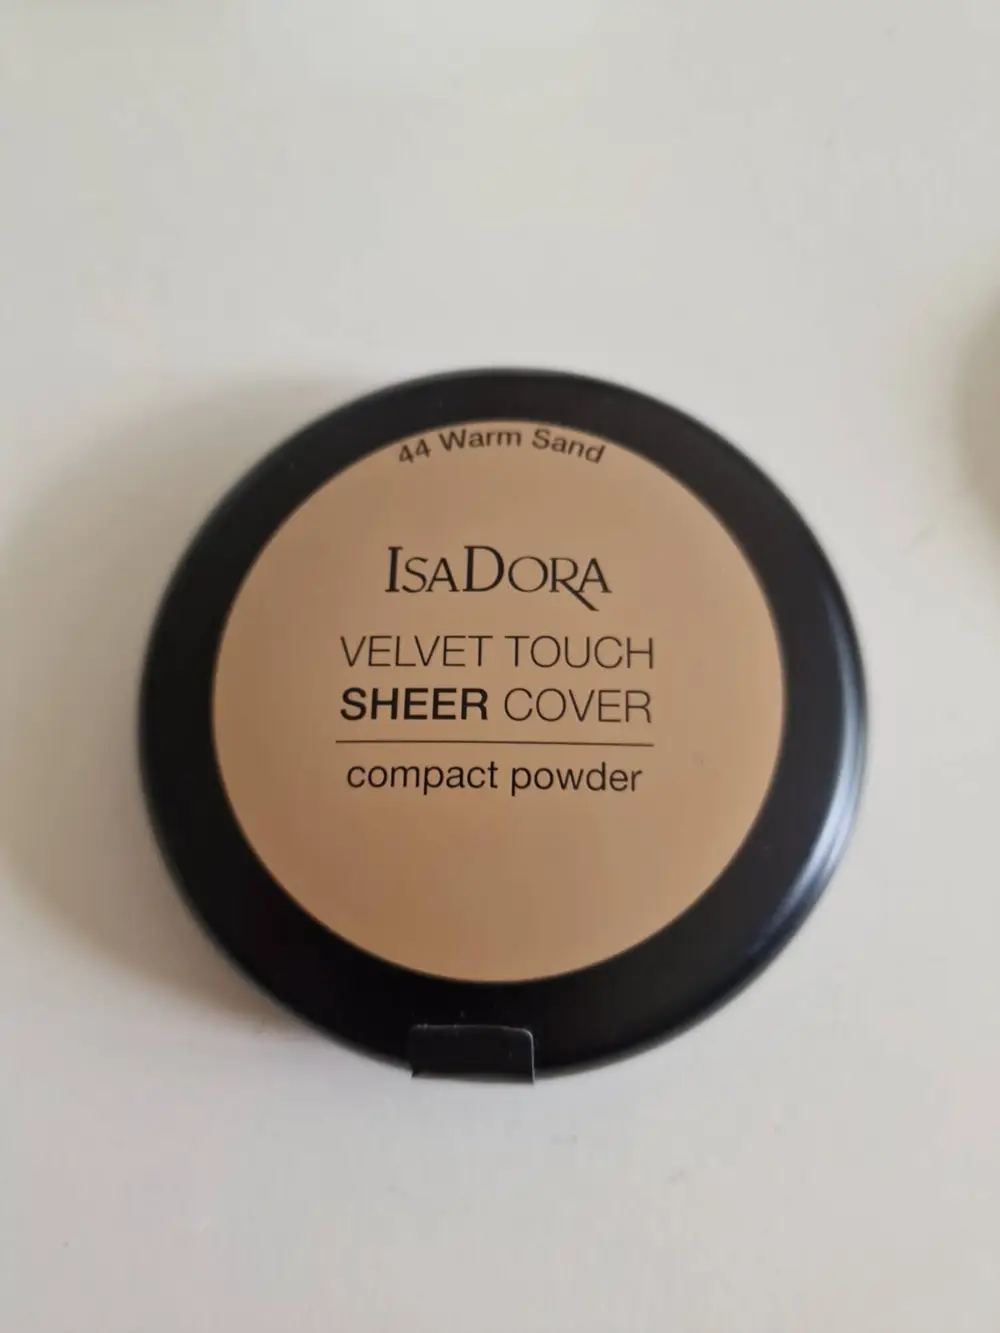 44 Warm Sand
ISADORA
VELVET TOUCH
SHEER COVER
compact powder